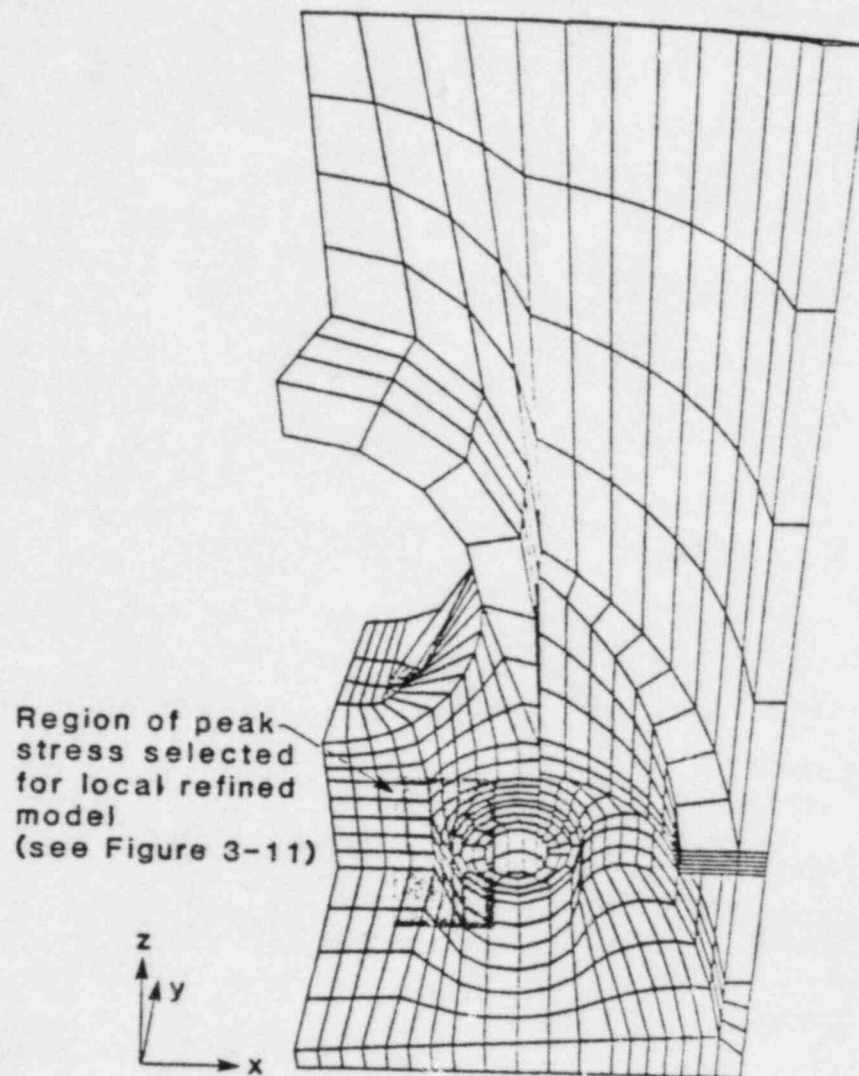 Region of peak
stress selected
for local refined
model
(see Figure 3-11)
z
y
x